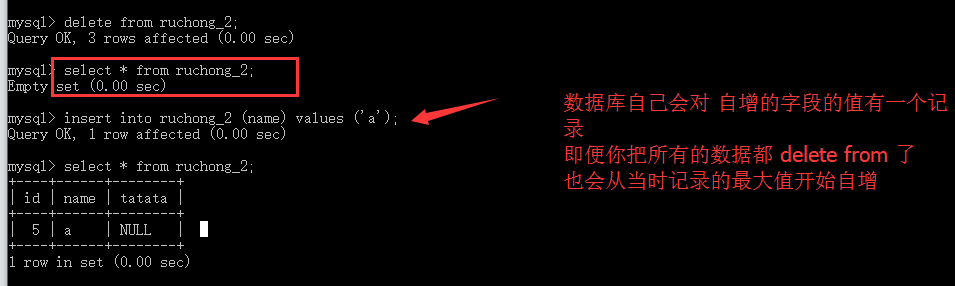 mysql> delete from ruchong_2;
Query OK, 3 rows affected (0.00 sec)
mysql> select * from ruchong_2;
Empty set (0.00 sec)
mysql> insert into ruchong_2 (name) values ('a');
Query OK, 1 row affected (0.00 sec)
数据库自己会对 自增的字段的值有一个记
录
即便你把所有的数据都 delete from 了
也会从当时记录的最大值开始自增
mysql> select * from ruchong_2;
+----+------+--------+
| id | name | tatata |
+----+------+--------+
| 5 | a | NULL |
+----+------+--------+
1 row in set (0.00 sec)